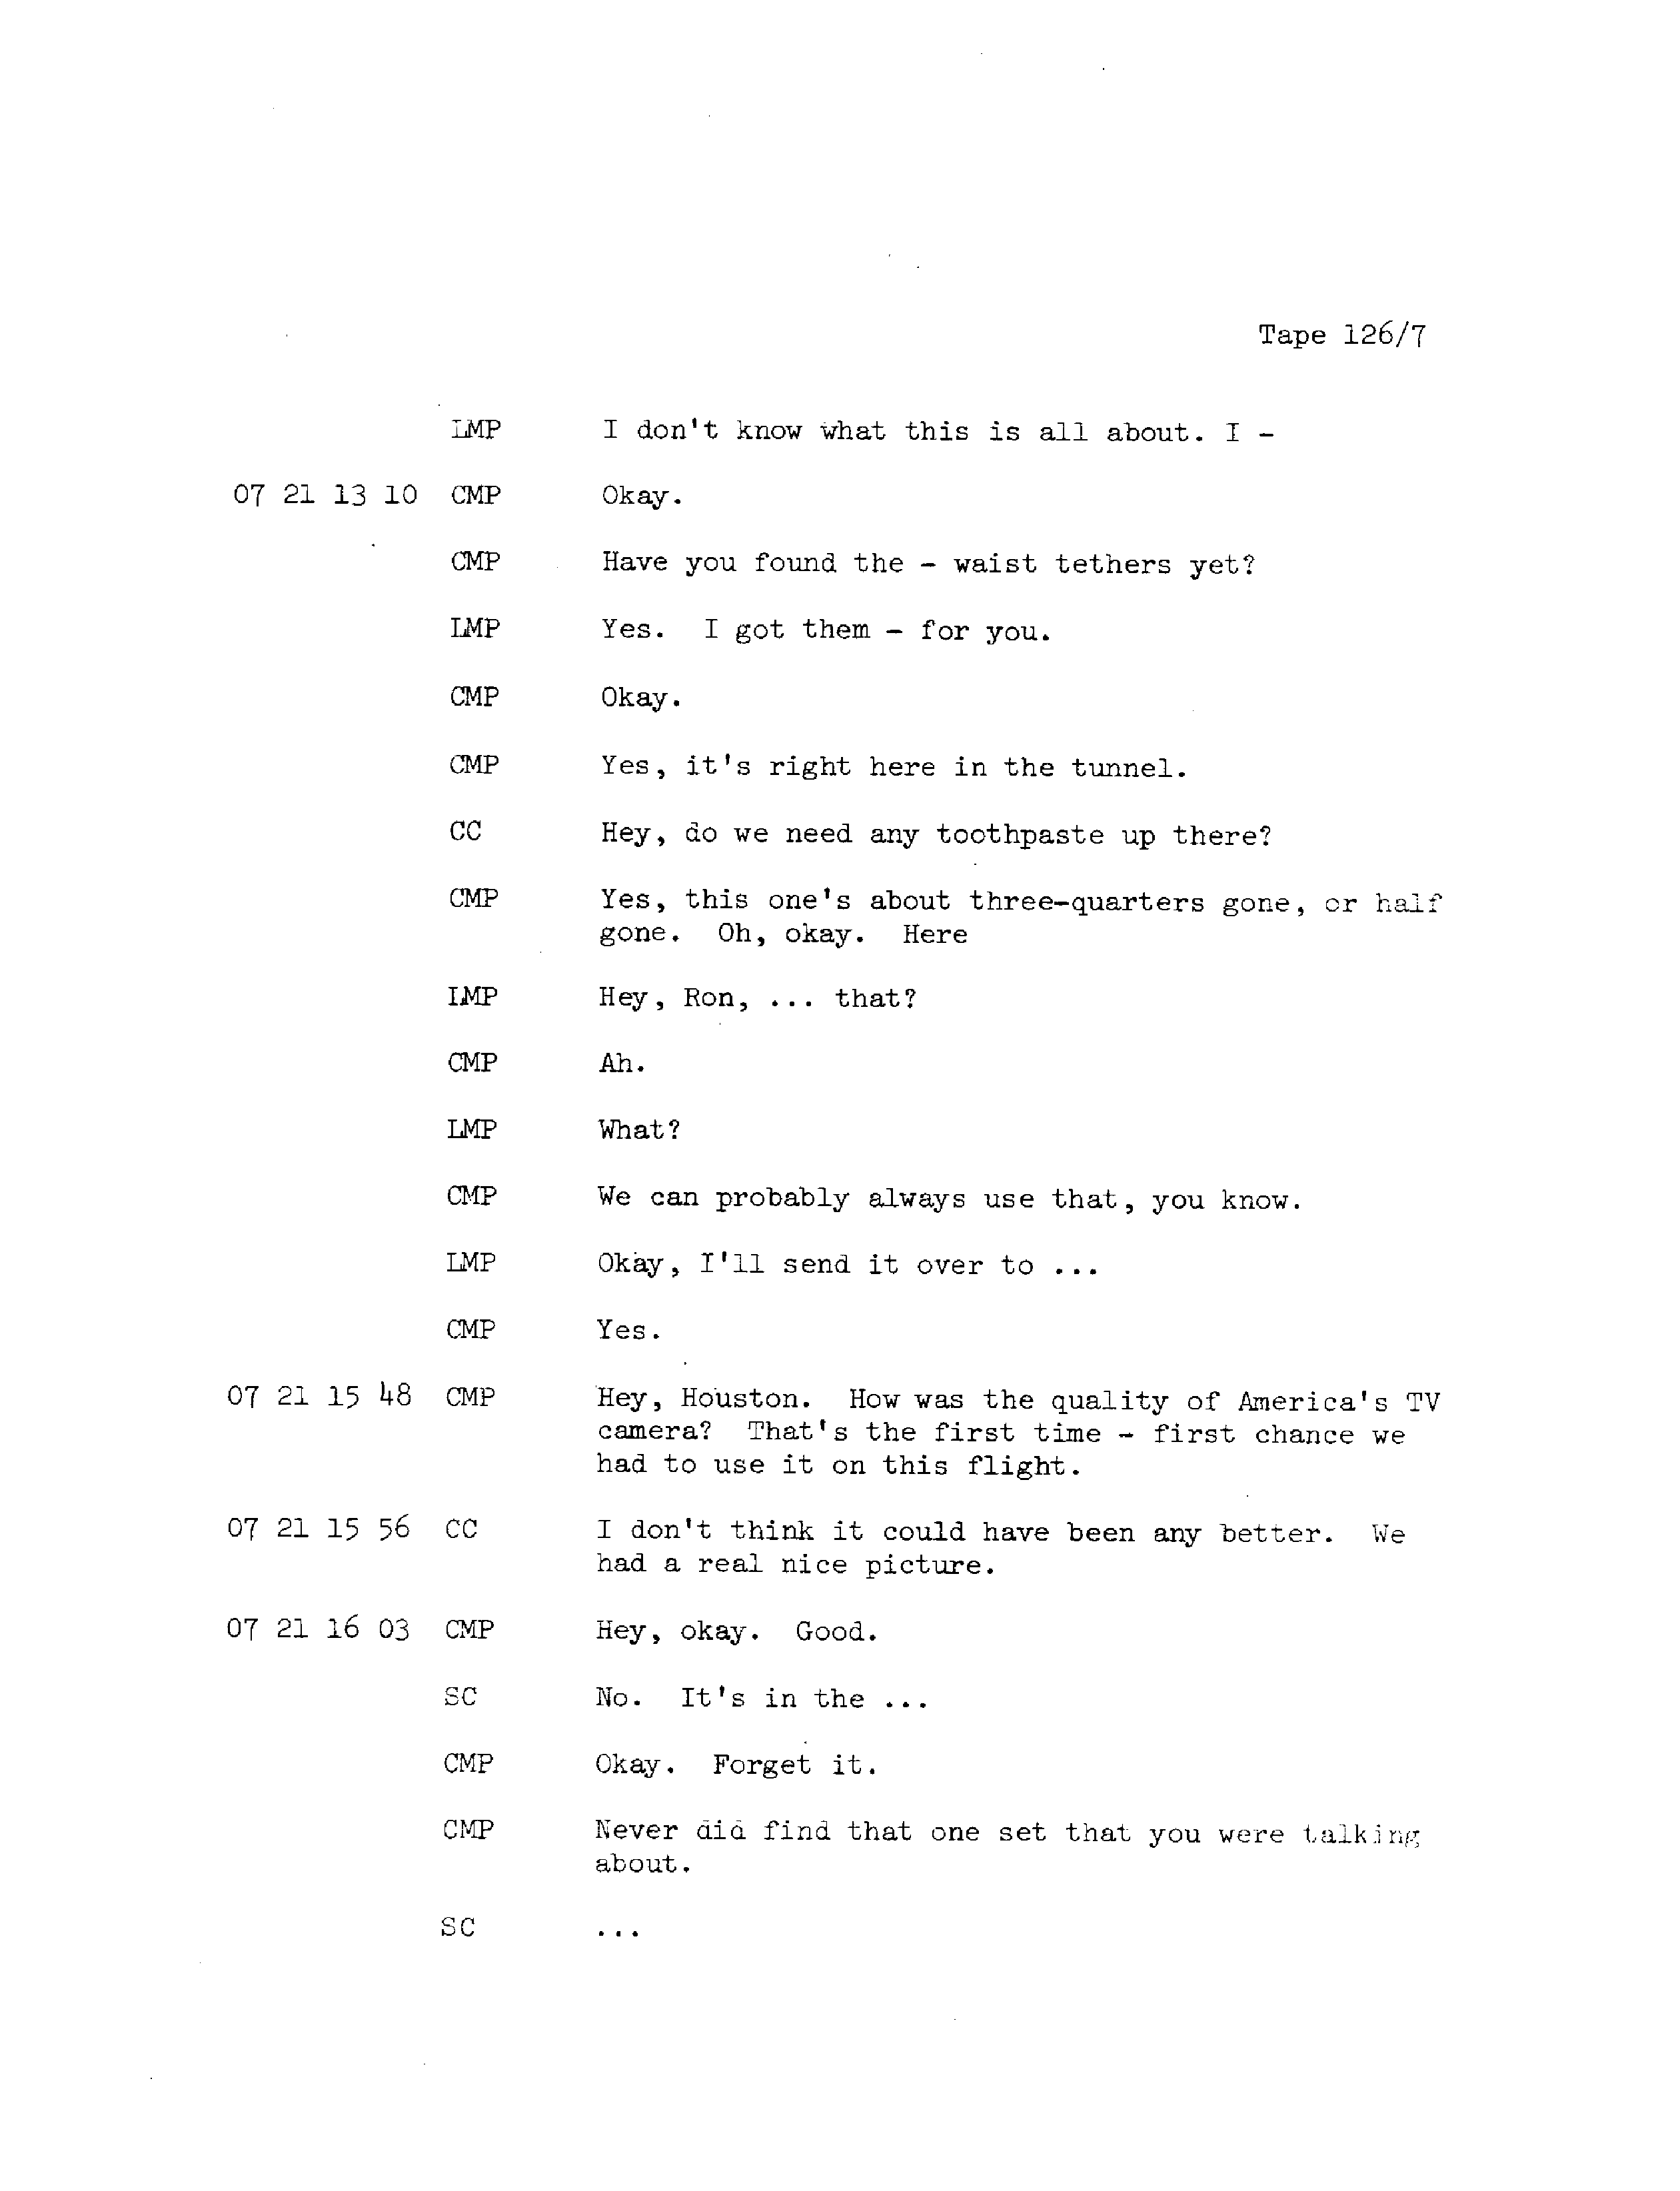 Tape 126/7
LMP I don't know what this is all about. I -
07 21 13 10 CMP Okay.
CMP Have you found the - waist tethers yet?
LMP Yes. I got them - for you.
CMP Okay.
CMP Yes, it's right here in the tunnel.
CC Hey, do we need any toothpaste up there?
CMP Yes, this one's about three-quarters gone, or half
gone. Oh, okay. Here
LMP Hey, Ron, ... that?
CMP Ah.
LMP What?
CMP We can probably always use that, you know.
LMP Okay, I'll send it over to ...
CMP Yes.
07 21 15 48 CMP Hey, Houston. How was the quality of America's TV
camera? That's the first time - first chance we
had to use it on this flight.
07 21 15 56 CC I don't think it could have been any better. We
had a real nice picture.
07 21 16 03 CMP Hey, okay. Good.
SC No. It's in the ...
CMP Okay. Forget it.
CMP Never did find that one set that you were talking
about.
SC ...